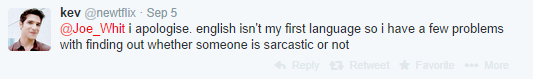 kev @newtflix · Sep 5
@Joe_Whit i apologise. english isn't my first language so i have a few problems
with finding out whether someone is sarcastic or not
Reply Retweet Favorite More